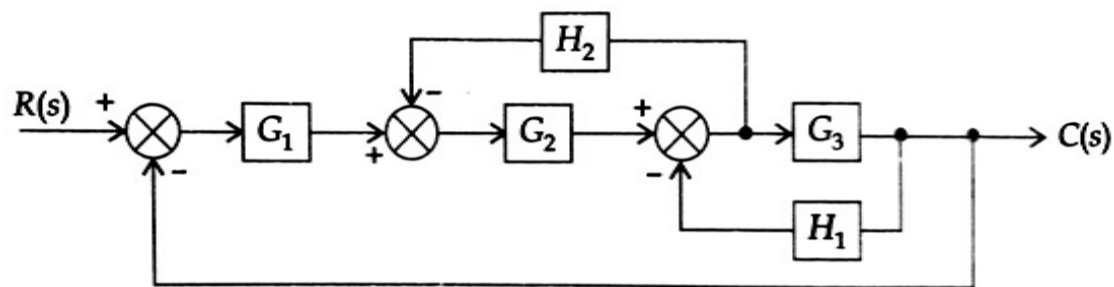 H₂
R(s) + - + G₁ + G₂ - G₃ C(s)
-
H₁